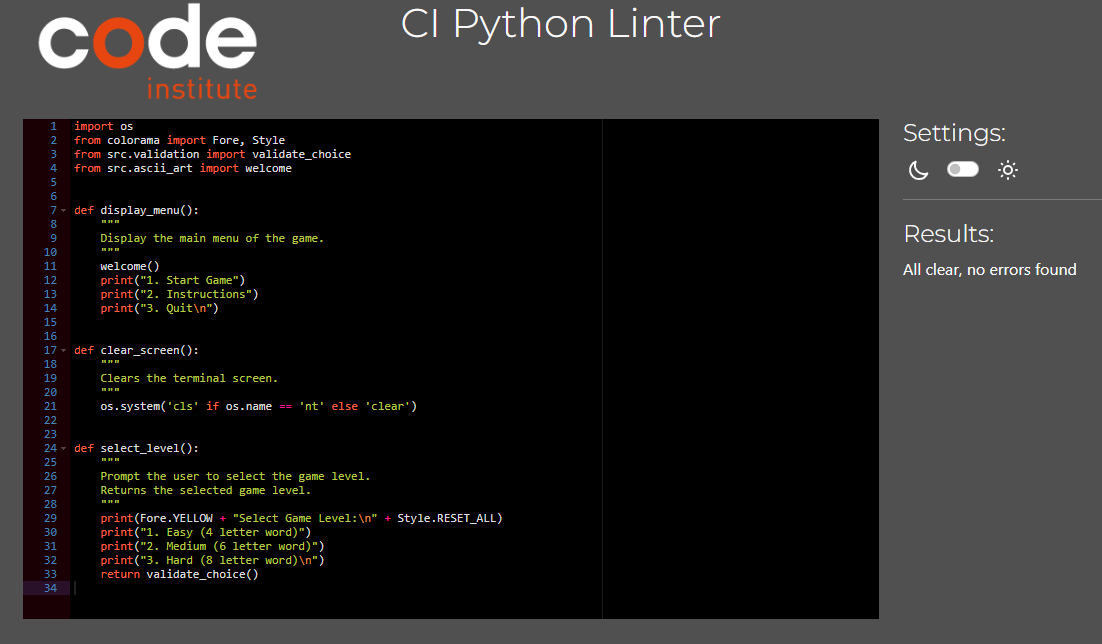 code
institute
CI Python Linter
1 import os
2 from colorama import Fore, Style
3 from src.validation import validate_choice
4 from src.ascii_art import welcome
5
6
7 def display_menu():
8     """
9     Display the main menu of the game.
10     """
11     welcome()
12     print("1. Start Game")
13     print("2. Instructions")
14     print("3. Quit\n")
15
16
17 def clear_screen():
18     """
19     Clears the terminal screen.
20     """
21     os.system('cls' if os.name == 'nt' else 'clear')
22
23
24 def select_level():
25     """
26     Prompt the user to select the game level.
27     Returns the selected game level.
28     """
29     print(Fore.YELLOW + "Select Game Level:\n" + Style.RESET_ALL)
30     print("1. Easy (4 letter word)")
31     print("2. Medium (6 letter word)")
32     print("3. Hard (8 letter word)\n")
33     return validate_choice()
34
Settings:
Results:
All clear, no errors found